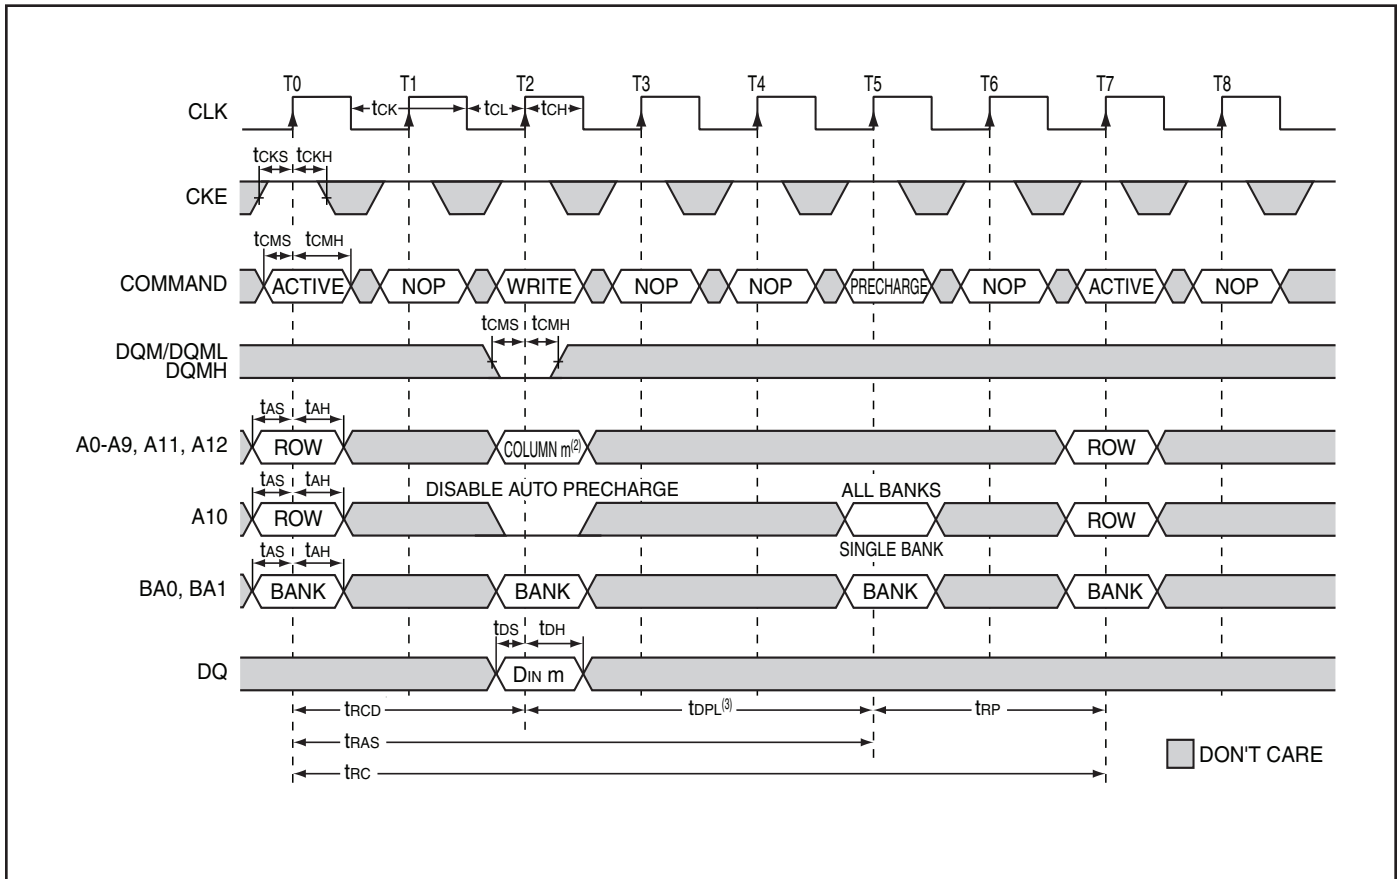 T0 T1 T2 T3 T4 T5 T6 T7 T8
CLK tCK tCL tCH
tCKS tCKH
CKE
tCMS tCMH
COMMAND ACTIVE NOP WRITE NOP NOP PRECHARGE NOP ACTIVE NOP
tCMS tCMH
DQM/DQML
DQMH
tAS tAH
A0-A9, A11, A12 ROW COLUMN m(2) ROW
tAS tAH DISABLE AUTO PRECHARGE ALL BANKS
A10 ROW ROW
tAS tAH SINGLE BANK
BA0, BA1 BANK BANK BANK BANK
tDS tDH
DQ DIN m
tRCD tDPL(3) tRP
tRAS
DON'T CARE
tRC